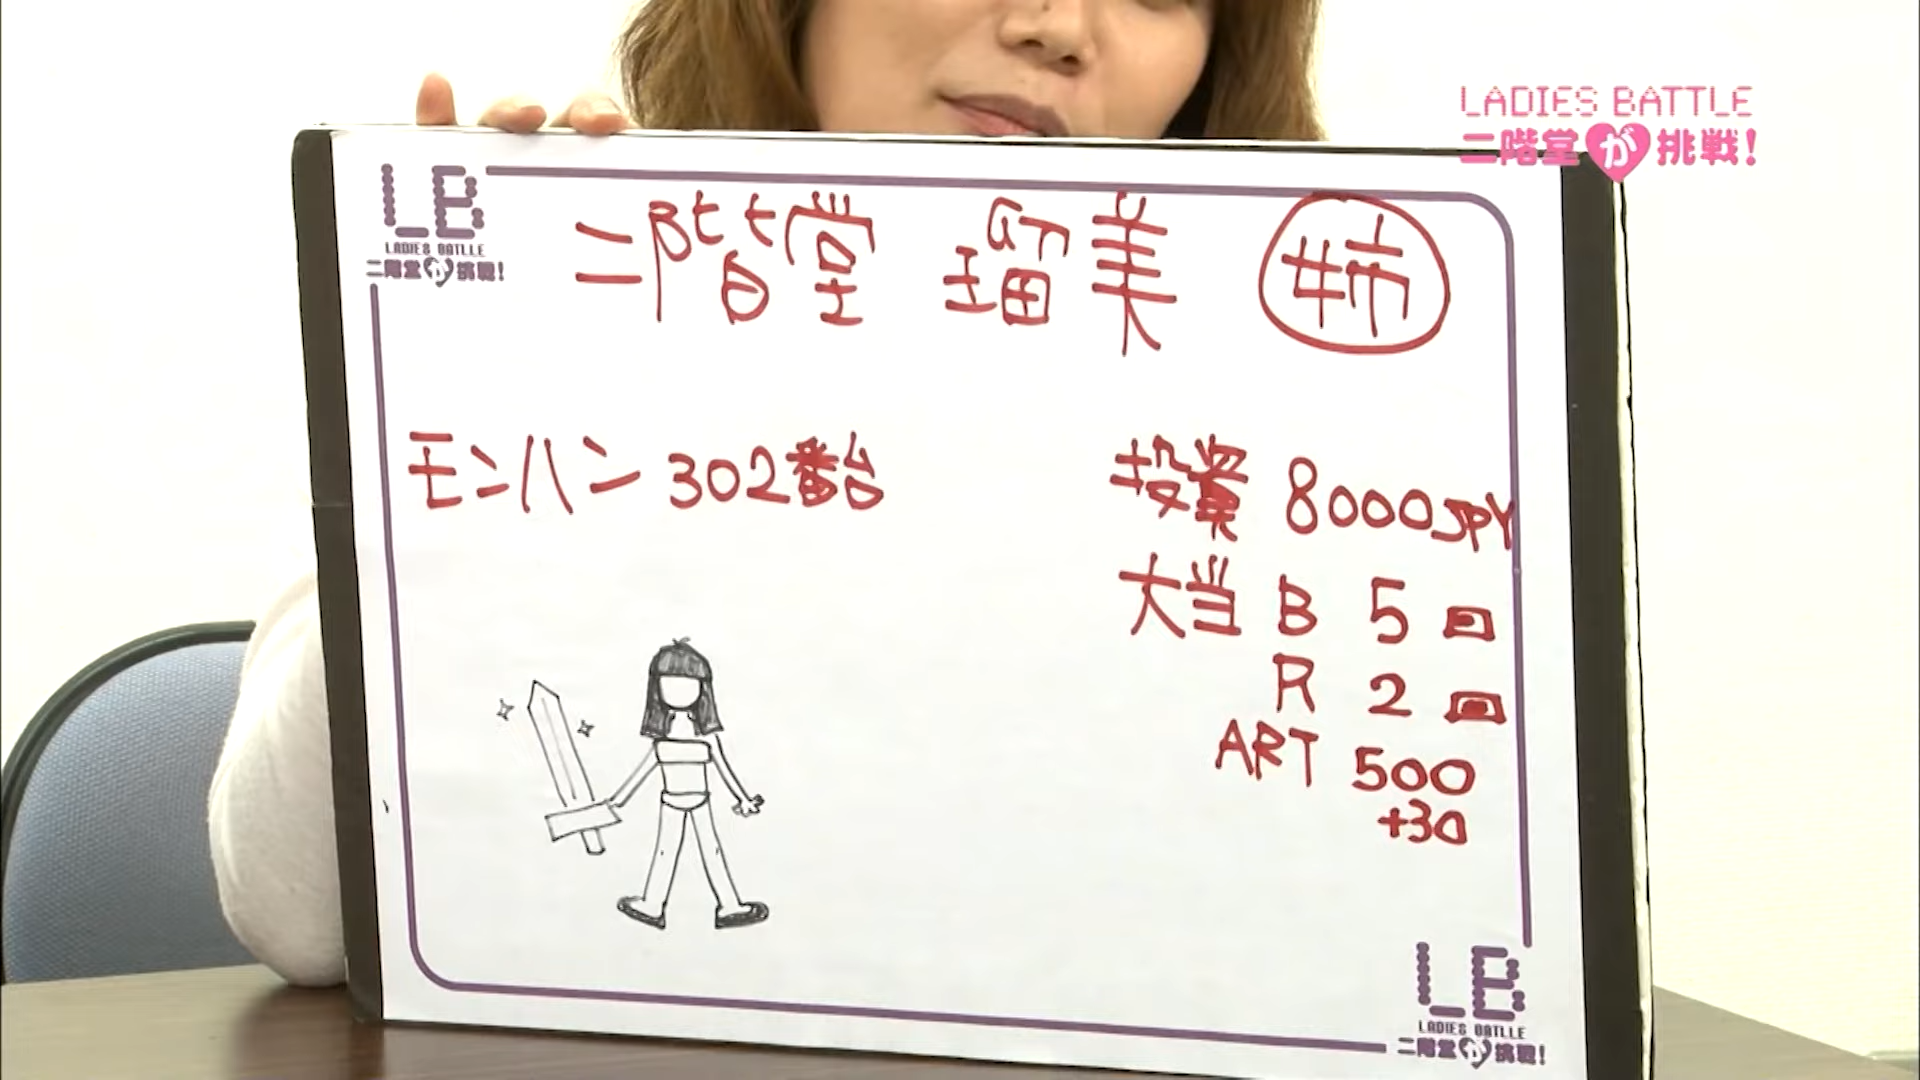 LADIES BATTLE
二階堂が挑戦!
LB
LADIES BATLLE
二階堂が挑戦!
二階堂 瑠美 姉
モンハン 302番台
投資 8000JPY
大当 B 5回
R 2回
ART 500
+30
LB
LADIES BATLLE
二階堂が挑戦!